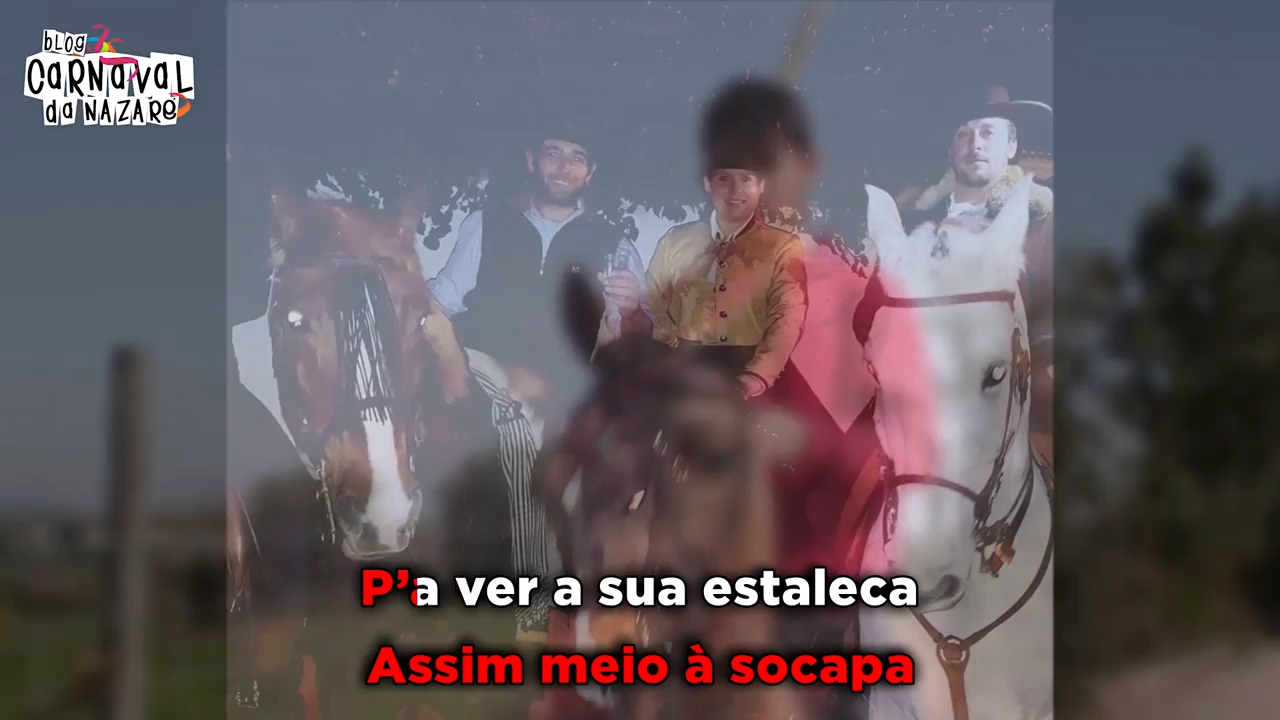 BLOG
CARNAVAL
da NAZARé
P'a ver a sua estaleca
Assim meio à socapa